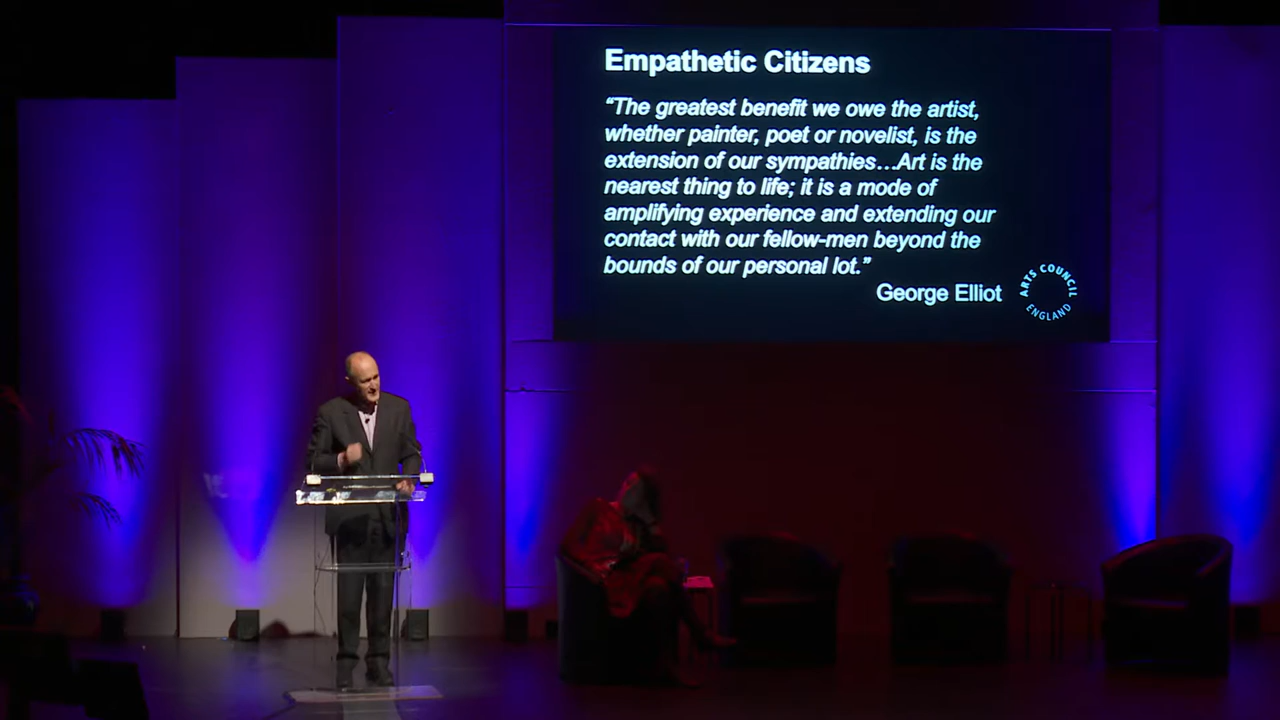 Empathetic Citizens
“The greatest benefit we owe the artist,
whether painter, poet or novelist, is the
extension of our sympathies…Art is the
nearest thing to life; it is a mode of
amplifying experience and extending our
contact with our fellow-men beyond the
bounds of our personal lot.”
George Elliot
ARTS COUNCIL
ENGLAND